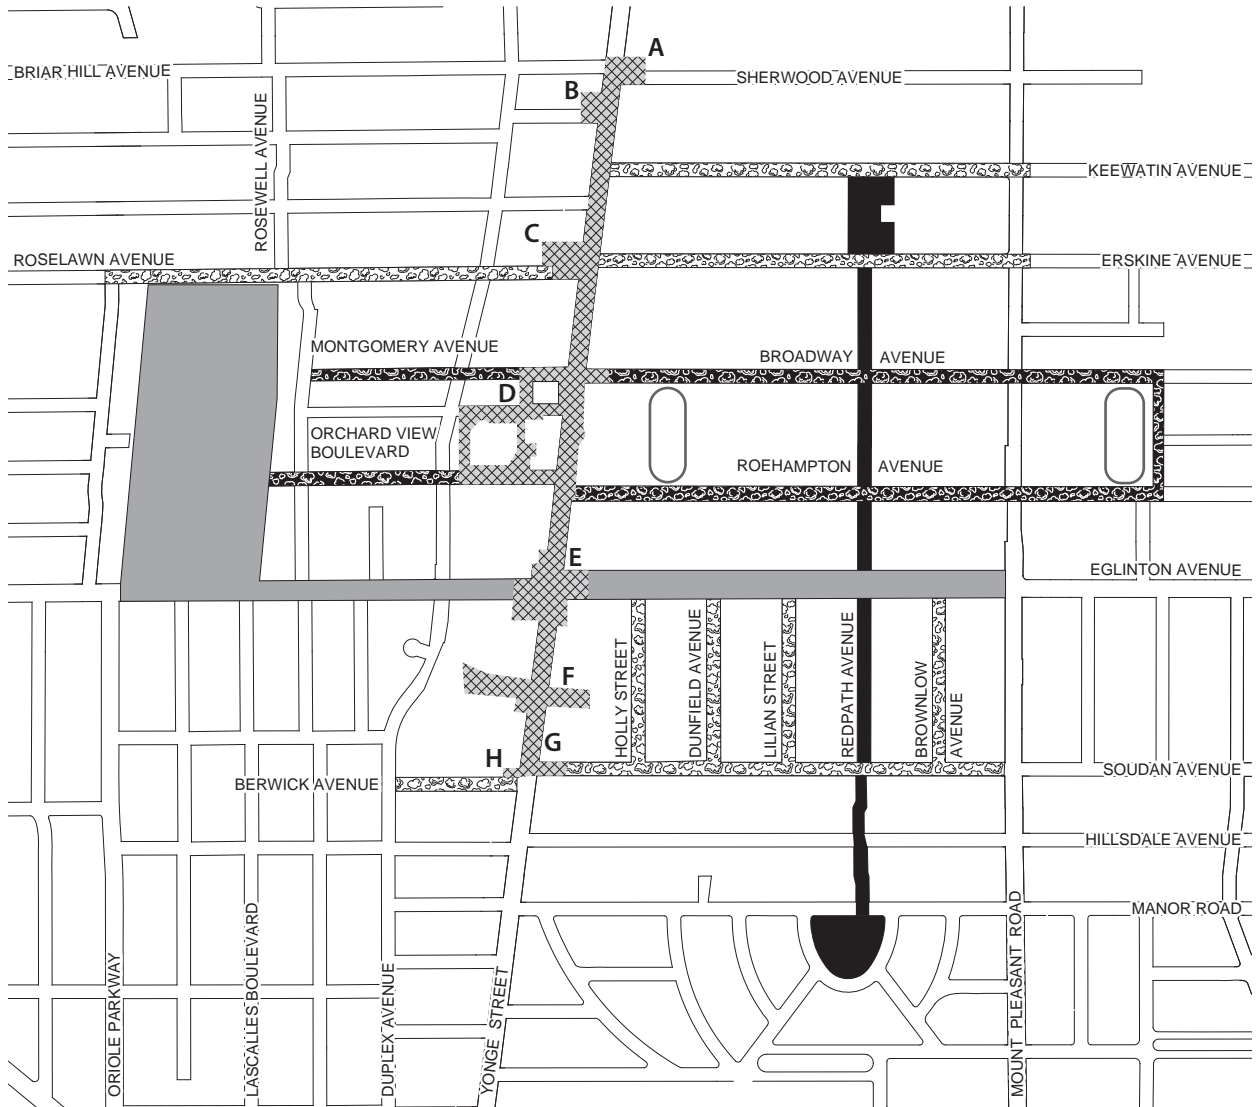 A
BRIAR HILL AVENUE
SHERWOOD AVENUE
B
ROSEWELL AVENUE
KEEWATIN AVENUE
C
ROSELAWN AVENUE
ERSKINE AVENUE
MONTGOMERY AVENUE
BROADWAY AVENUE
D
ORCHARD VIEW
BOULEVARD
ROEHAMPTON AVENUE
E
EGLINTON AVENUE
HOLLY STREET
DUNFIELD AVENUE
LILIAN STREET
REDPATH AVENUE
BROWNLOW
AVENUE
F
G
H
BERWICK AVENUE
SOUDAN AVENUE
HILLSDALE AVENUE
MANOR ROAD
ORIOLE PARKWAY
LASCALLES BOULEVARD
DUPLEX AVENUE
YONGE STREET
MOUNT PLEASANT ROAD